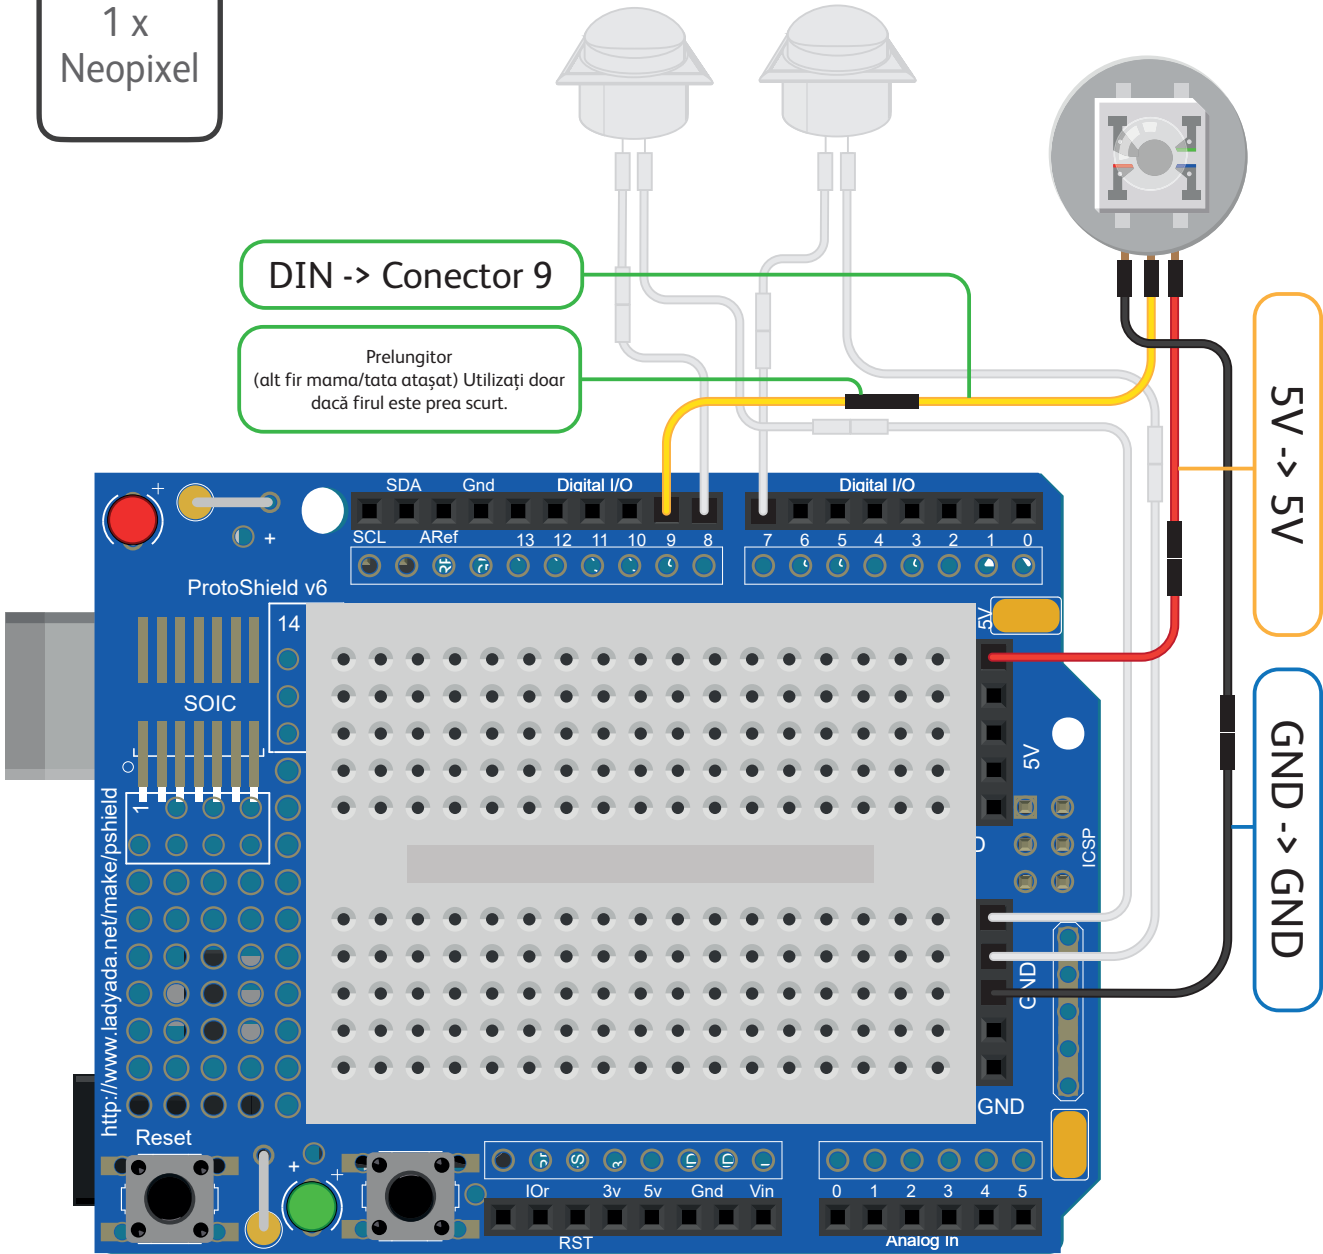 1 x
Neopixel
DIN -> Conector 9
Prelungitor
(alt fir mama/tata atașat) Utilizați doar
dacă firul este prea scurt.
5V -> 5V
GND -> GND
SDA Gnd Digital I/O Digital I/O
SCL ARef 13 12 11 10 9 8 7 6 5 4 3 2 1 0
ProtoShield v6
14
SOIC
1
http://www.ladyada.net/make/pshield
5V
5V
ICSP
GND
GND
Reset
IOr 3v 5v Gnd Vin
RST
0 1 2 3 4 5
Analog In